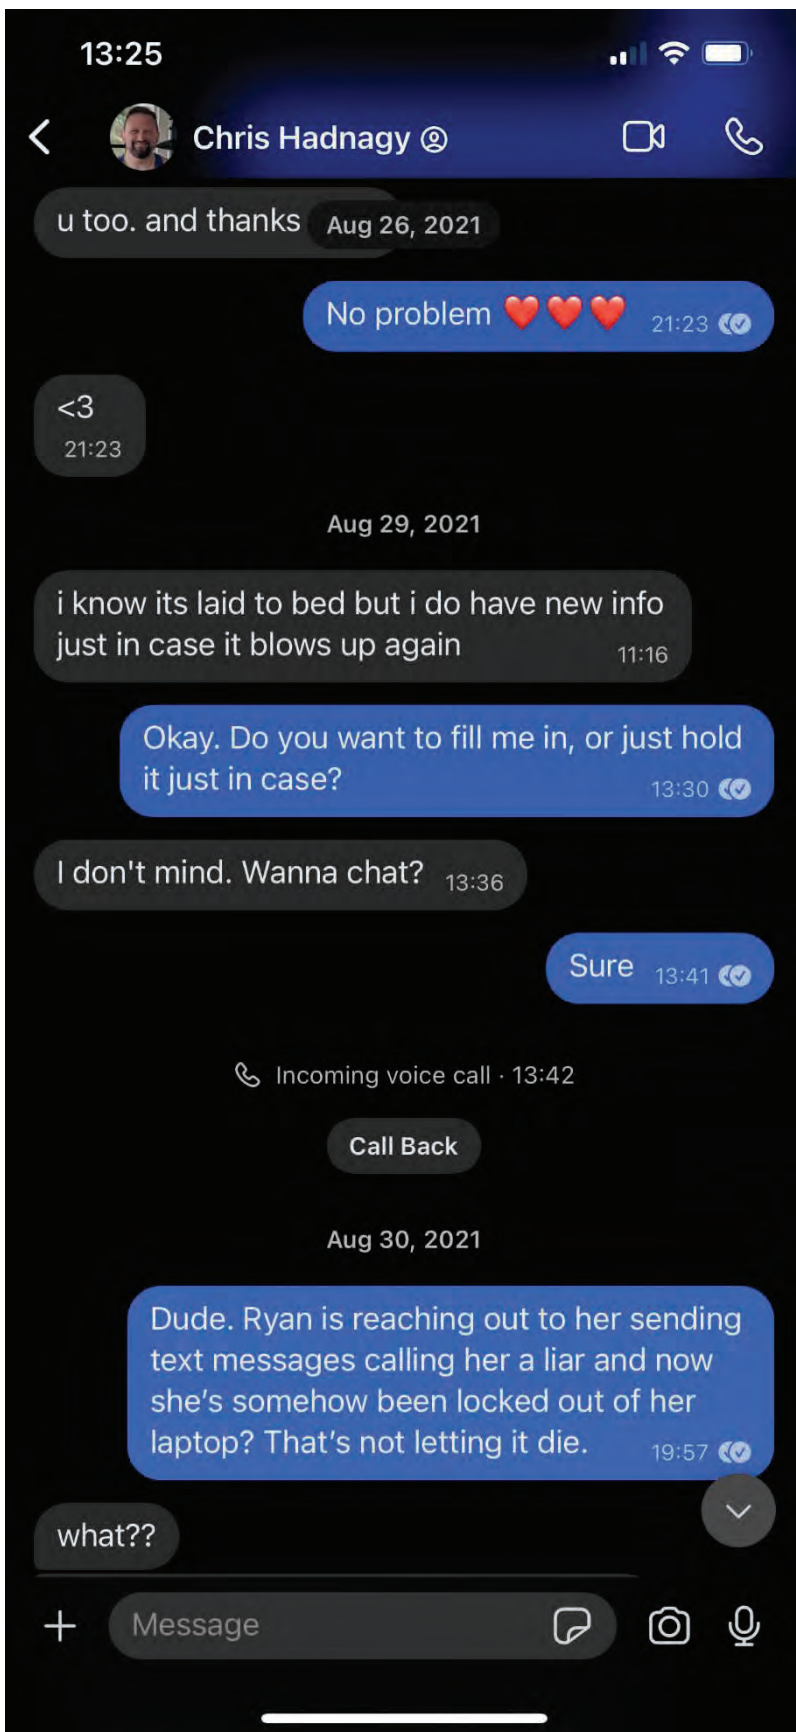 13:25
Chris Hadnagy
u too. and thanks
Aug 26, 2021
No problem ❤️❤️❤️ 21:23
<3
21:23
Aug 29, 2021
i know its laid to bed but i do have new info
just in case it blows up again 11:16
Okay. Do you want to fill me in, or just hold
it just in case? 13:30
I don't mind. Wanna chat? 13:36
Sure 13:41
Incoming voice call · 13:42
Call Back
Aug 30, 2021
Dude. Ryan is reaching out to her sending
text messages calling her a liar and now
she’s somehow been locked out of her
laptop? That’s not letting it die. 19:57
what??
Message